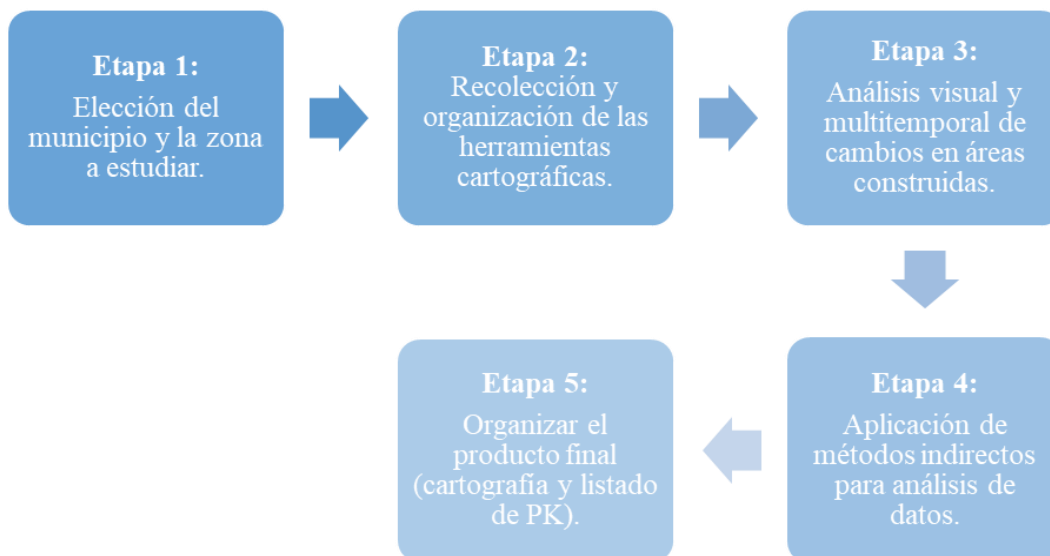 Etapa 1:
Elección del
municipio y la zona
a estudiar.
Etapa 2:
Recolección y
organización de las
herramientas
cartográficas.
Etapa 3:
Análisis visual y
multitemporal de
cambios en áreas
construidas.
Etapa 4:
Aplicación de
métodos indirectos
para análisis de
datos.
Etapa 5:
Organizar el
producto final
(cartografía y listado
de PK).